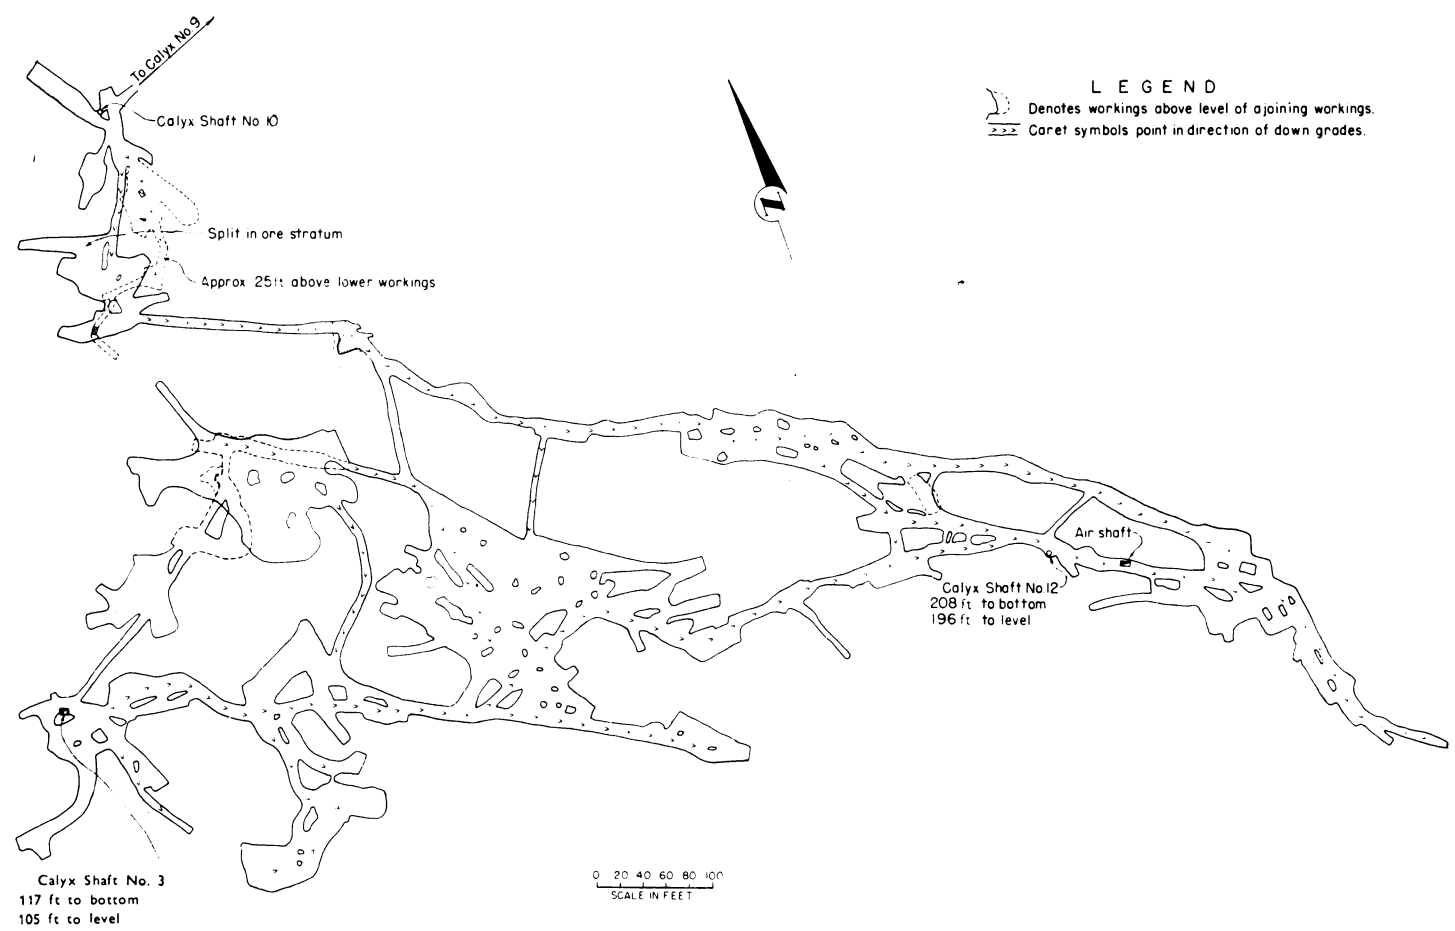 To Calyx No. 9
Calyx Shaft No 10
L E G E N D
Denotes workings above level of ajoining workings.
Caret symbols point in direction of down grades.
Split in ore stratum
Approx 25ft above lower workings
Air shaft
Calyx Shaft No. 12
208 ft to bottom
196 ft to level
Calyx Shaft No. 3
117 ft to bottom
105 ft to level
0 20 40 60 80 100
SCALE IN FEET